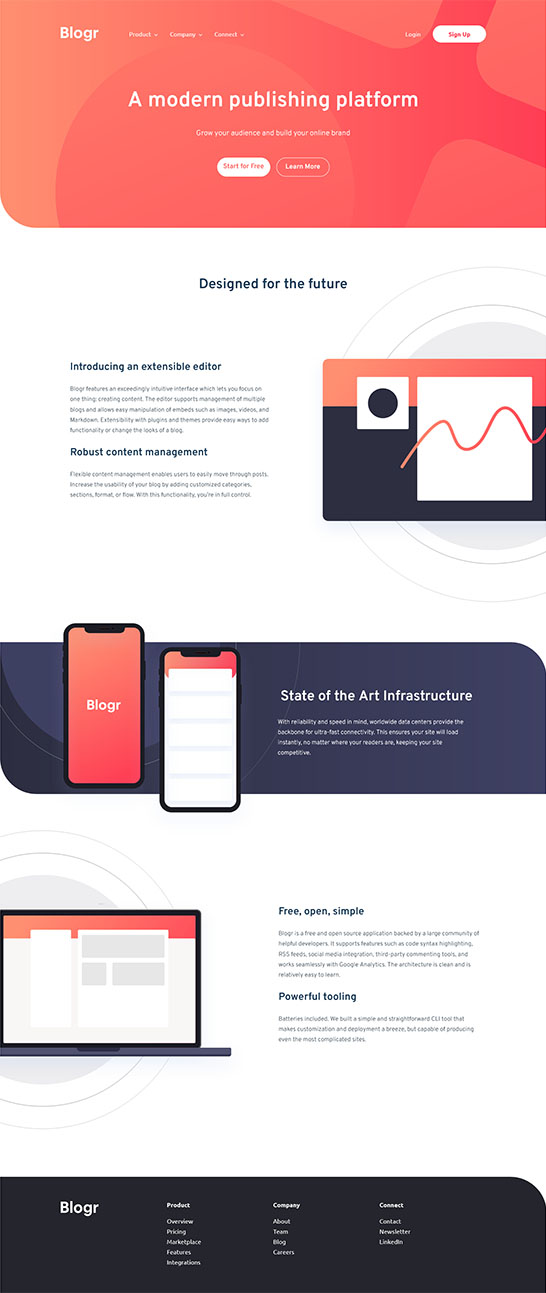 Blogr Product Company Connect Login Sign Up
A modern publishing platform
Grow your audience and build your online brand
Start for Free Learn More
Designed for the future
Introducing an extensible editor
Blogr features an exceedingly intuitive interface which lets you focus on
one thing: creating content. The editor supports management of multiple
blogs and allows easy manipulation of embeds such as images, videos, and
Markdown. Extensibility with plugins and themes provide easy ways to add
functionality or change the looks of a blog.
Robust content management
Flexible content management enables users to easily move through posts.
Increase the usability of your blog by adding customized categories,
sections, format, or flow. With this functionality, you're in full control.
Blogr
State of the Art Infrastructure
With reliability and speed in mind, worldwide data centers provide the
backbone for ultra-fast connectivity. This ensures your site will load
instantly, no matter where your readers are, keeping your site
competitive.
Free, open, simple
Blogr is a free and open source application backed by a large community of
helpful developers. It supports features such as code syntax highlighting,
RSS feeds, social media integration, third-party commenting tools, and
works seamlessly with Google Analytics. The architecture is clean and is
relatively easy to learn.
Powerful tooling
Batteries included. We built a simple and straightforward CLI tool that
makes customization and deployment a breeze, but capable of producing
even the most complicated sites.
Blogr
Product
Overview
Pricing
Marketplace
Features
Integrations
Company
About
Team
Blog
Careers
Connect
Contact
Newsletter
LinkedIn